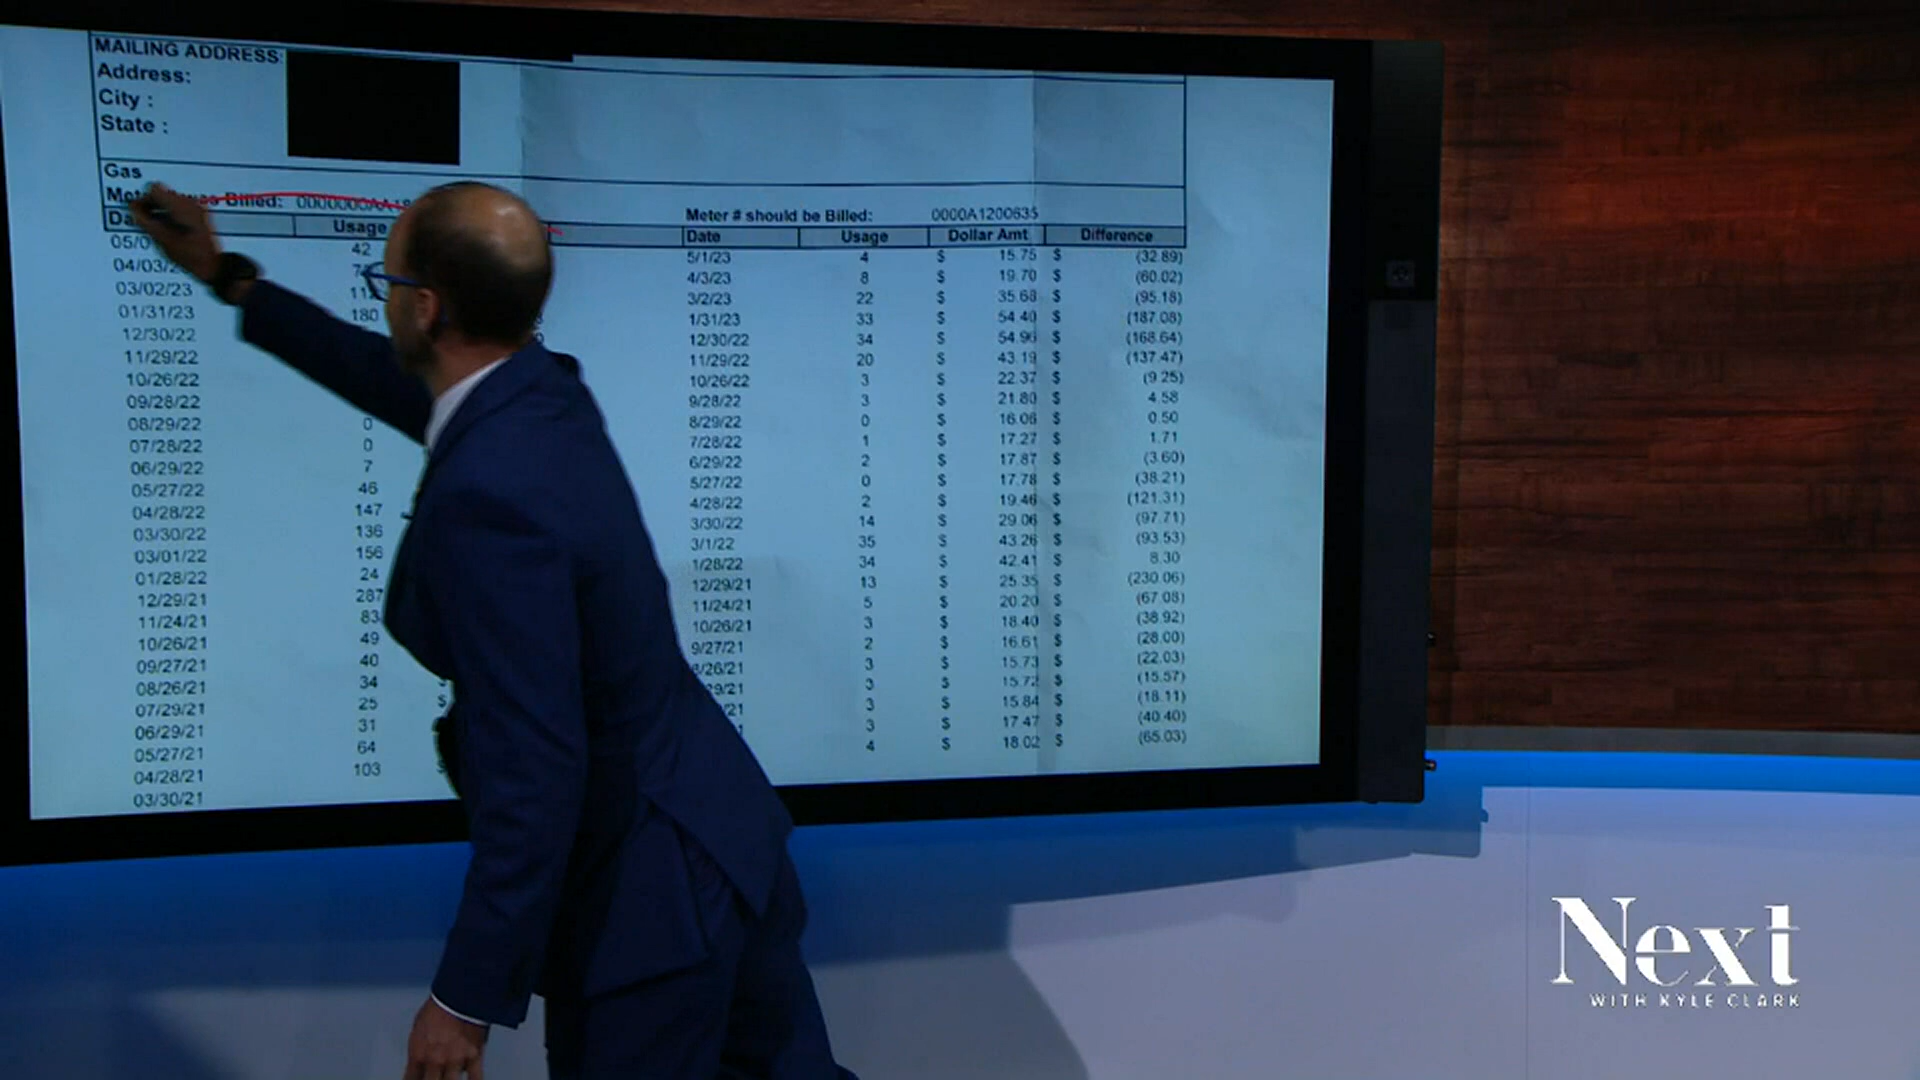 MAILING ADDRESS:
Address:
City :
State :
Gas
Billed:
Meter # should be Billed: 0000A1200635
Usage Date Usage Dollar Amt Difference
42 5/1/23 4 $ 15.75 $ (32.89)
4/3/23 8 $ 19.70 $ (60.02)
03/02/23 3/2/23 22 $ 35.68 $ (95.18)
01/31/23 180 1/31/23 33 $ 54.40 $ (187.08)
12/30/22 12/30/22 34 $ 54.96 $ (168.64)
11/29/22 11/29/22 20 $ 43.19 $ (137.47)
10/26/22 10/26/22 3 $ 22.37 $ (9.25)
09/28/22 9/28/22 3 $ 21.80 $ 4.58
08/29/22 0 8/29/22 0 $ 16.06 $ 0.50
07/28/22 0 7/28/22 1 $ 17.27 $ 1.71
06/29/22 7 6/29/22 2 $ 17.87 $ (3.60)
05/27/22 46 5/27/22 0 $ 17.78 $ (38.21)
04/28/22 147 4/28/22 2 $ 19.46 $ (121.31)
03/30/22 136 3/30/22 14 $ 29.06 $ (97.71)
03/01/22 156 3/1/22 35 $ 43.26 $ (93.53)
01/28/22 24 1/28/22 34 $ 42.41 $ 8.30
12/29/21 287 12/29/21 13 $ 25.35 $ (230.06)
11/24/21 83 11/24/21 5 $ 20.20 $ (67.08)
10/26/21 49 10/26/21 3 $ 18.40 $ (38.92)
09/27/21 40 9/27/21 2 $ 16.61 $ (28.00)
08/26/21 34 3 $ 15.73 $ (22.03)
07/29/21 25 $ 3 $ 15.72 $ (15.57)
06/29/21 31 3 $ 15.84 $ (18.11)
05/27/21 64 3 $ 17.47 $ (40.40)
04/28/21 103 4 $ 18.02 $ (65.03)
03/30/21
Next
WITH KYLE CLARK